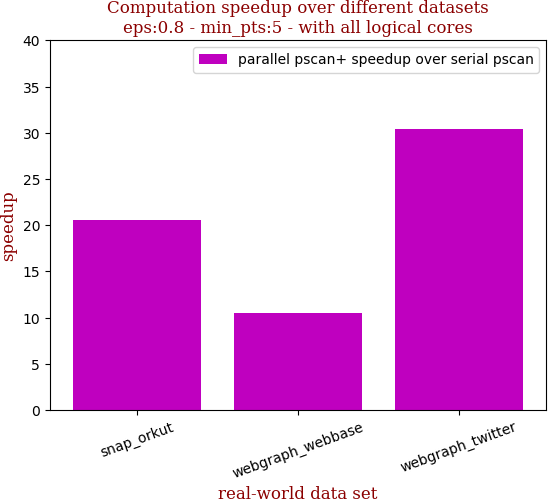 Computation speedup over different datasets
eps:0.8 - min_pts:5 - with all logical cores
parallel pscan+ speedup over serial pscan
speedup
40
35
30
25
20
15
10
5
0
snap_orkut
webgraph_webbase
webgraph_twitter
real-world data set